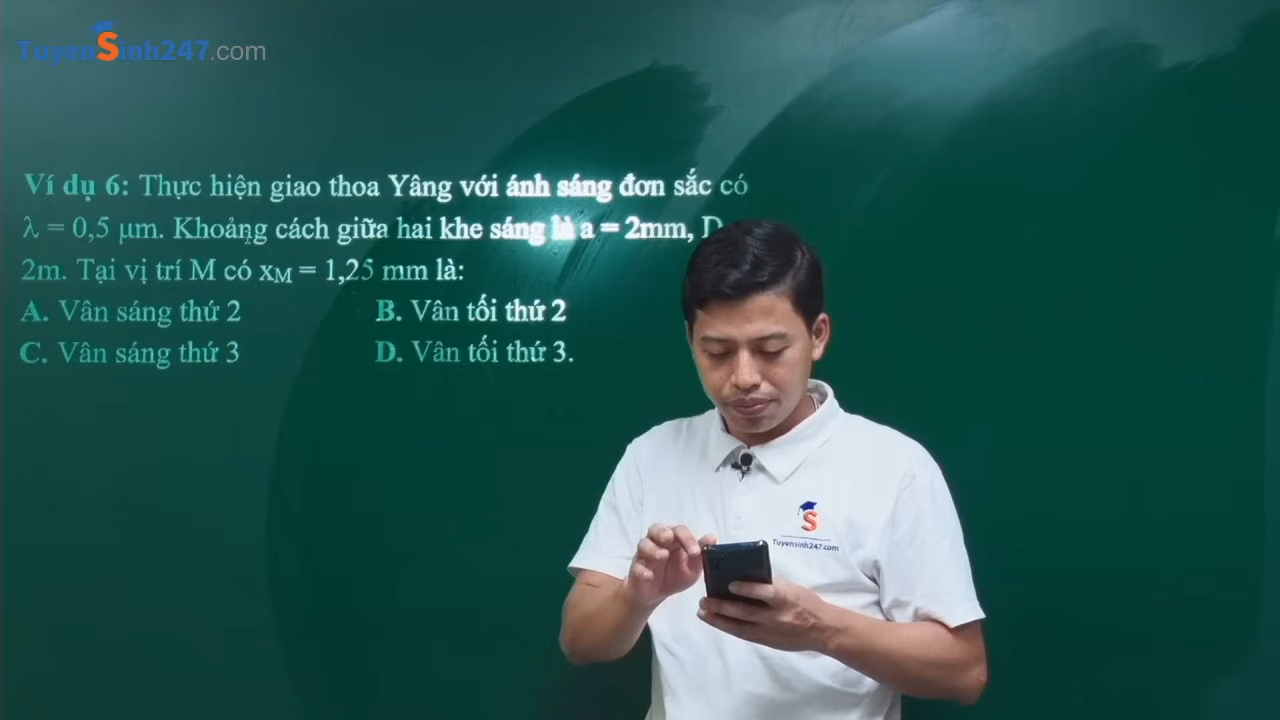 TuyenSinh247.com
Ví dụ 6: Thực hiện giao thoa Yâng với ánh sáng đơn sắc có
λ = 0,5 μm. Khoảng cách giữa hai khe sáng là a = 2mm, D
2m. Tại vị trí M có xM = 1,25 mm là:
A. Vân sáng thứ 2 B. Vân tối thứ 2
C. Vân sáng thứ 3 D. Vân tối thứ 3.
S
Tuyensinh247.com